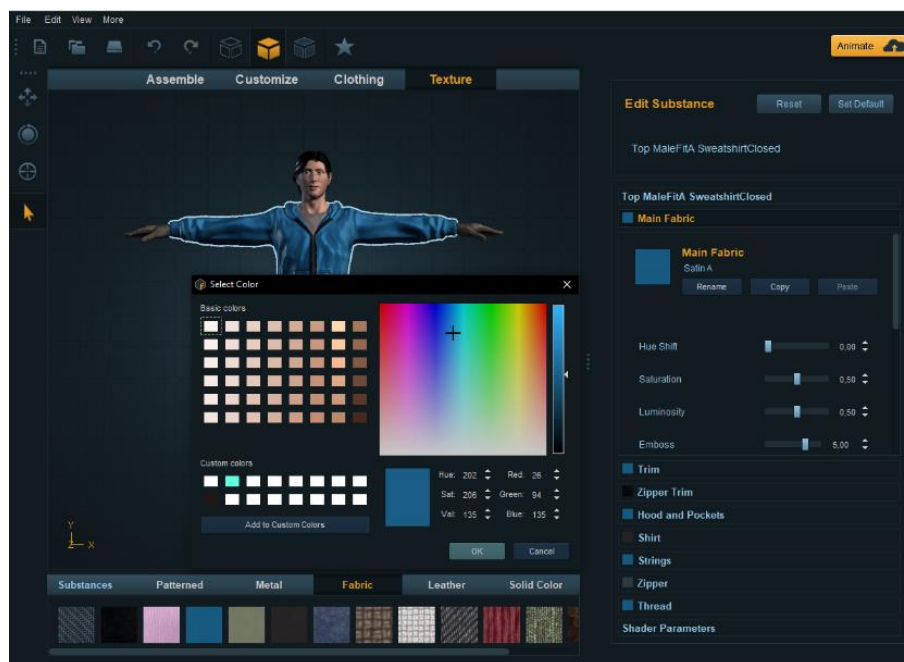 File Edit View More
Animate
Assemble Customize Clothing Texture
Edit Substance Reset Set Default
Top MaleFitA SweatshirtClosed
Top MaleFitA SweatshirtClosed
Main Fabric
Main Fabric
Satin A
Rename Copy Paste
Hue Shift 0,00
Saturation 0,50
Luminosity 0,50
Emboss 5,00
Trim
Zipper Trim
Hood and Pockets
Shirt
Strings
Zipper
Thread
Shader Parameters
Select Color
Basic colors
Custom colors
Add to Custom Colors
Hue: 202 Red: 26
Sat: 206 Green: 94
Val: 135 Blue: 135
OK Cancel
Y
Z X
Substances Patterned Metal Fabric Leather Solid Color